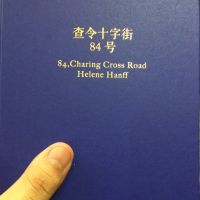 查令十字街
84号
84,Charing Cross Road
Helene Hanff